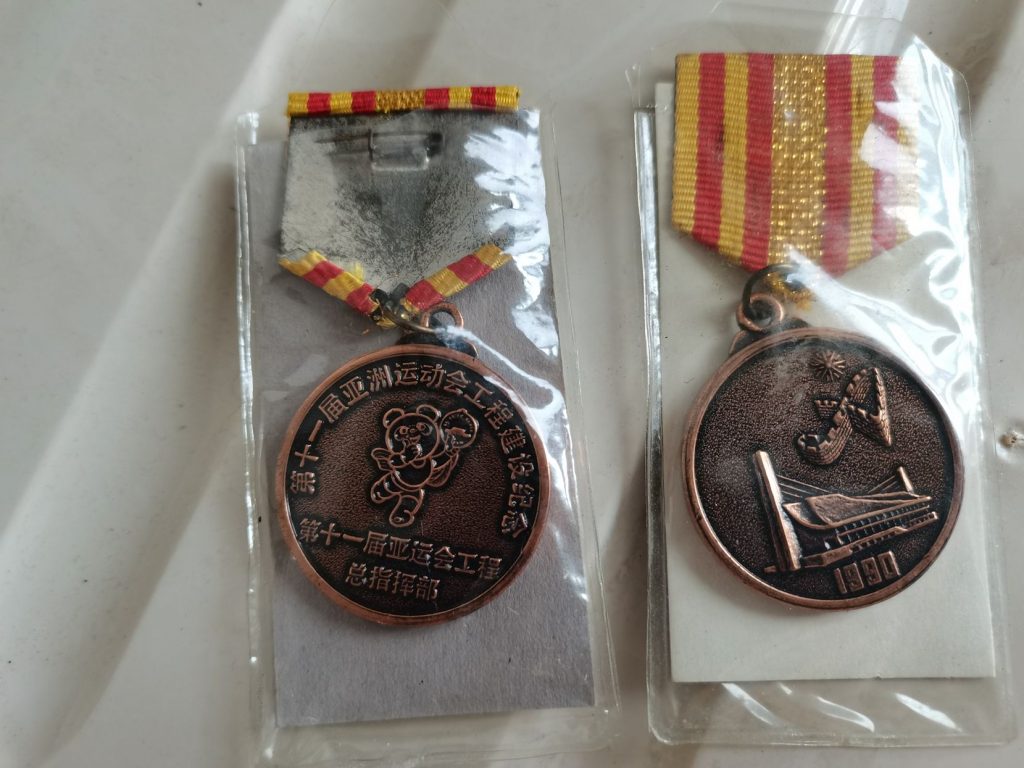 第十一届亚洲运动会工程建设纪念
第十一届亚运会工程
总指挥部
1990